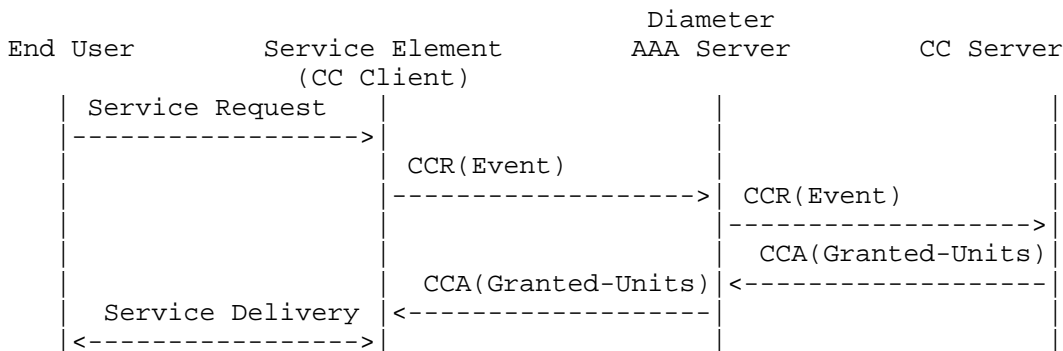 Diameter
End User Service Element AAA Server CC Server
(CC Client)
Service Request
CCR(Event)
CCR(Event)
CCA(Granted-Units)
CCA(Granted-Units)
Service Delivery